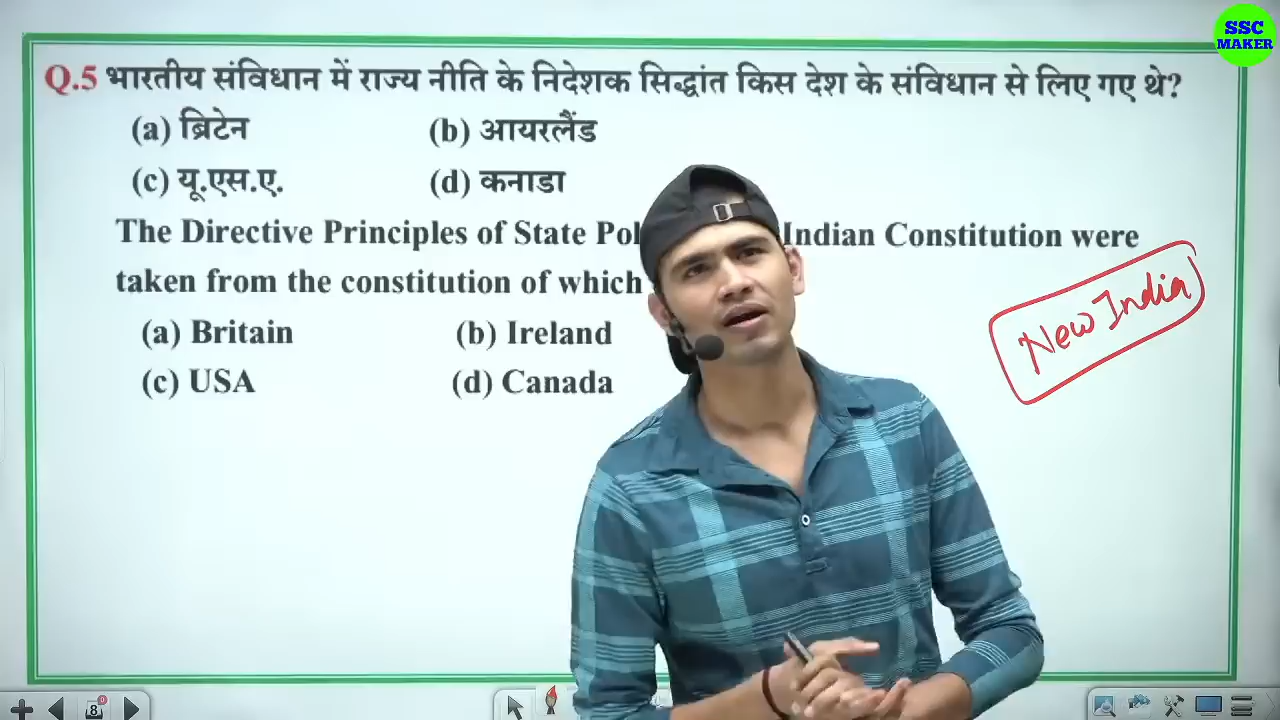 SSC
MAKER
Q.5 भारतीय संविधान में राज्य नीति के निदेशक सिद्धांत किस देश के संविधान से लिए गए थे?
(a) ब्रिटेन (b) आयरलैंड
(c) यू.एस.ए. (d) कनाडा
The Directive Principles of State Pol Indian Constitution were
taken from the constitution of which
(a) Britain (b) Ireland
(c) USA (d) Canada
New India
8